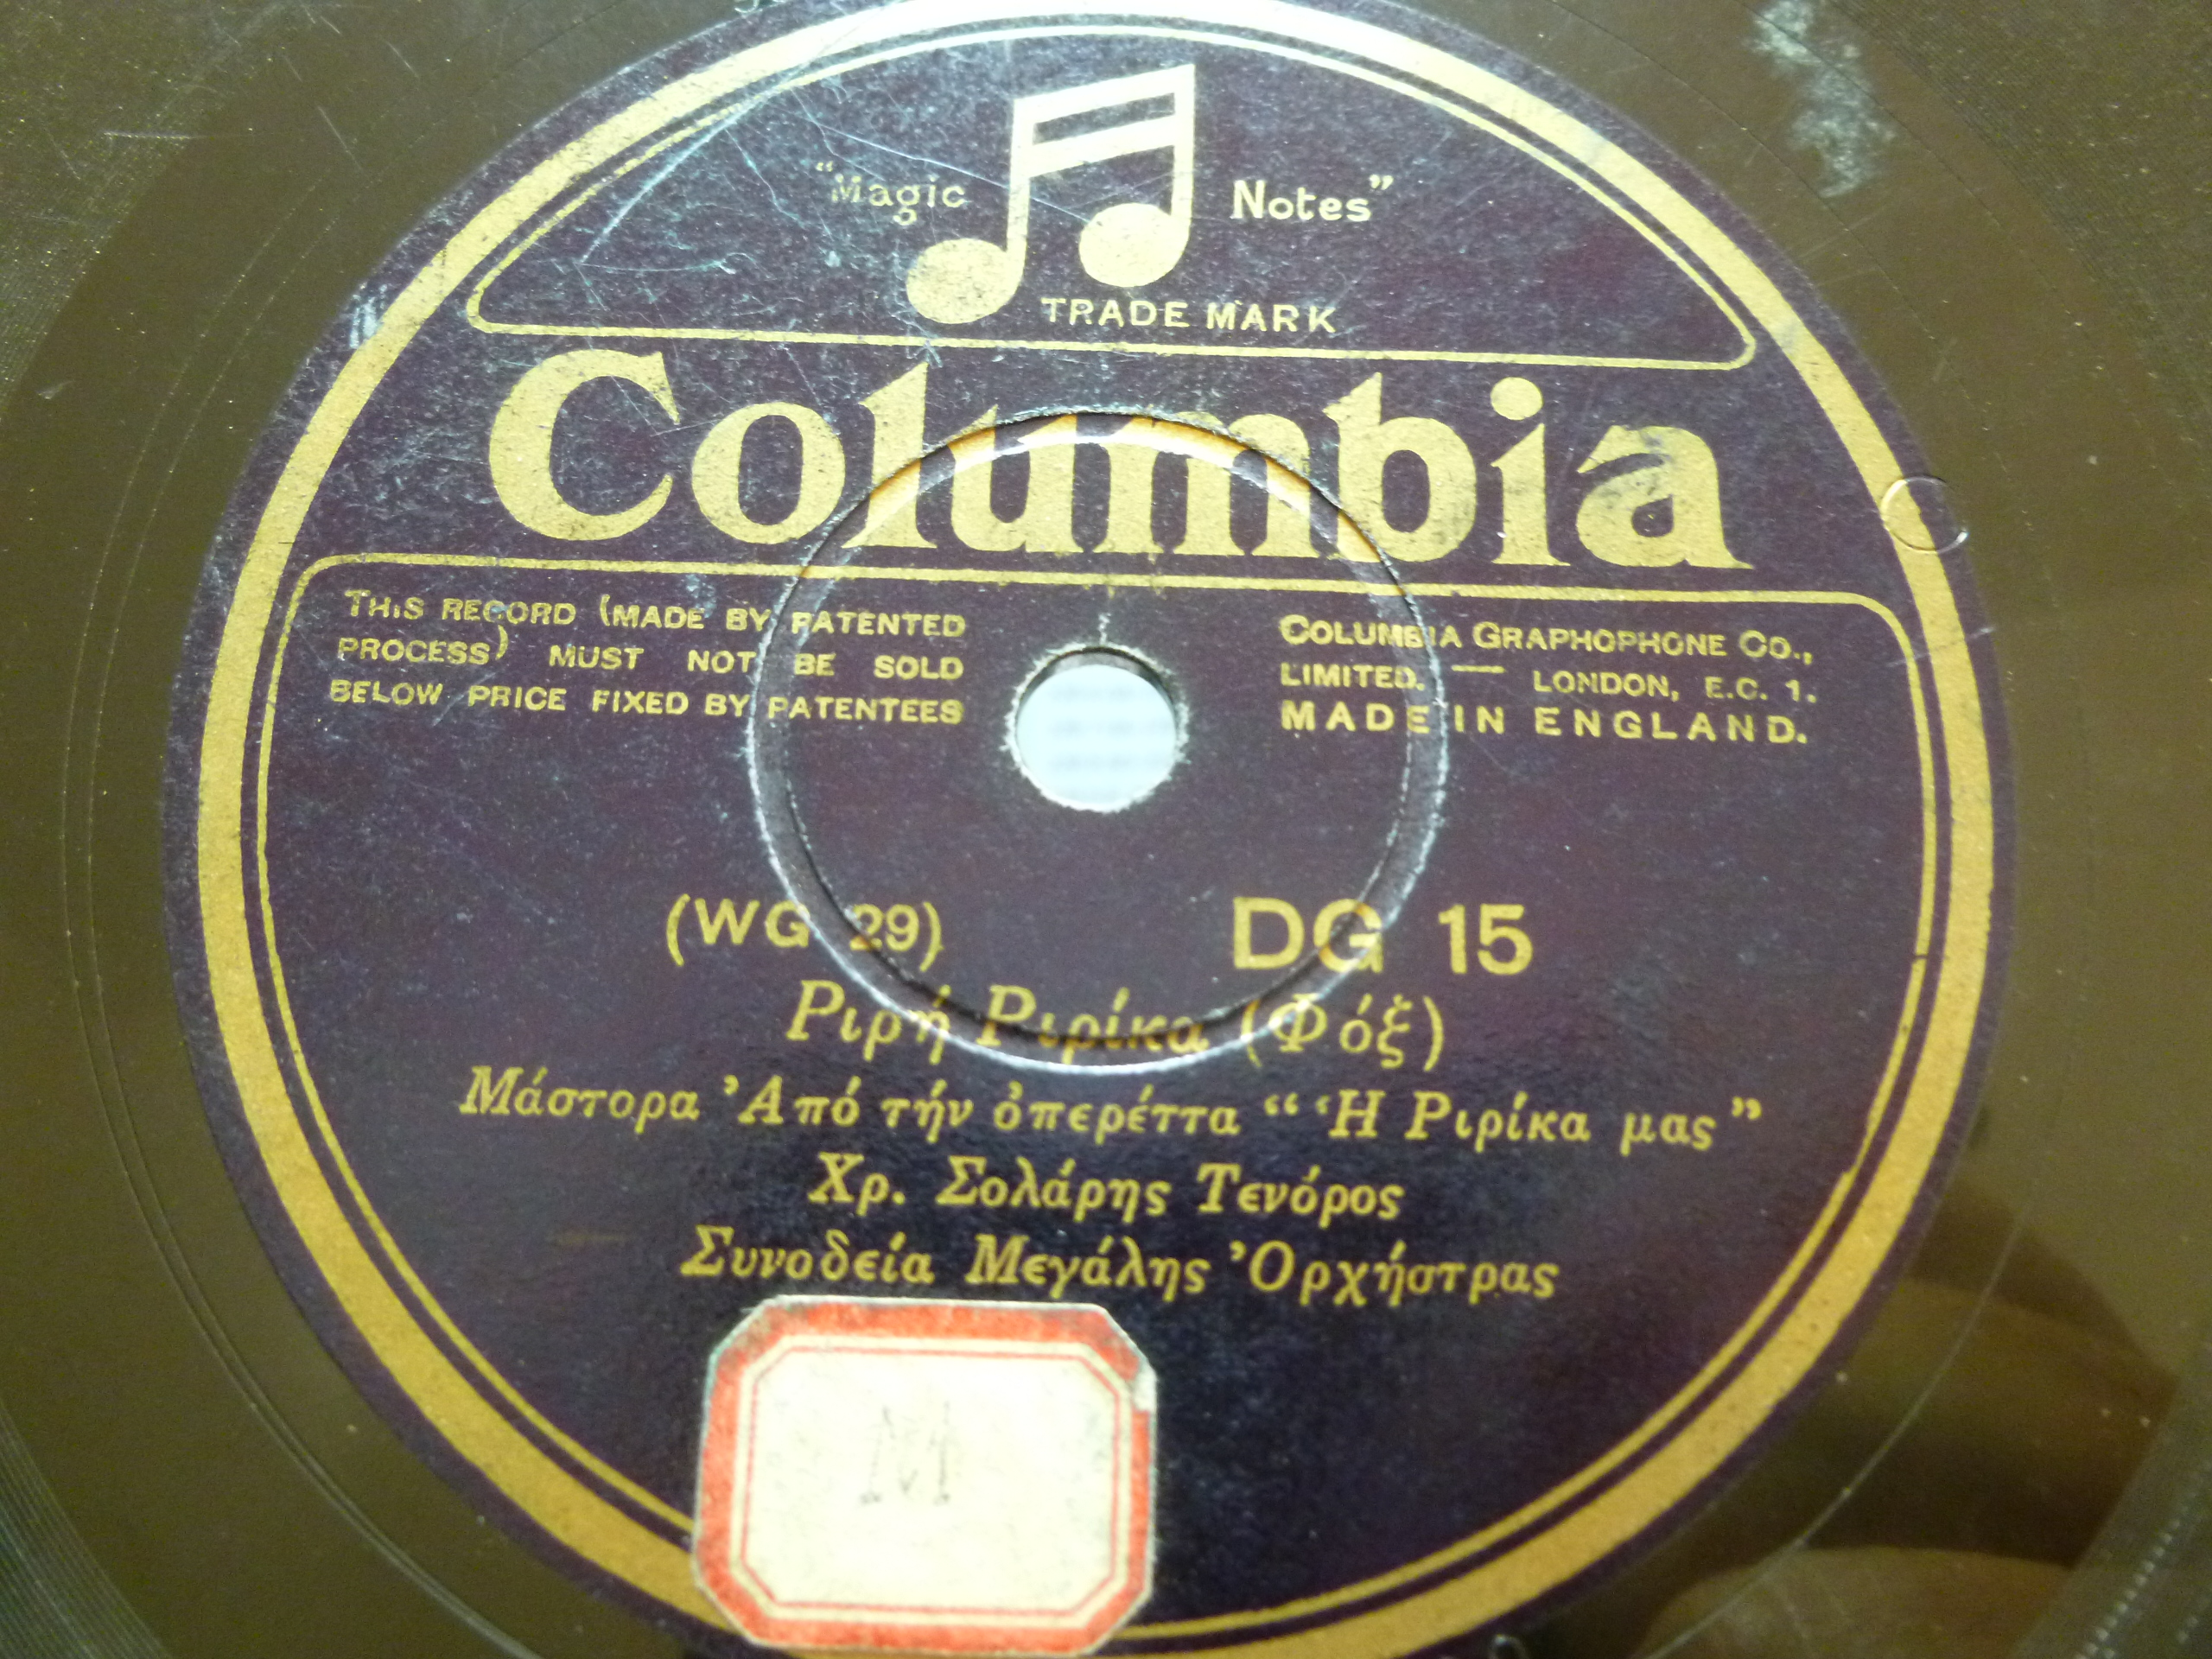 “Magic Notes”
TRADE MARK
Columbia
THIS RECORD (MADE BY PATENTED
PROCESS) MUST NOT BE SOLD
BELOW PRICE FIXED BY PATENTEES
COLUMBIA GRAPHOPHONE CO.,
LIMITED. — LONDON, E.C. 1.
MADE IN ENGLAND.
(WG 29) DG 15
Ριρή Ριρίκα (Φόξ)
Μάστορα ’Από τήν ὀπερέττα “‘Η Ριρίκα μας”
Χρ. Σολάρης Τενόρος
Συνοδεία Μεγάλης ’Ορχήστρας
M